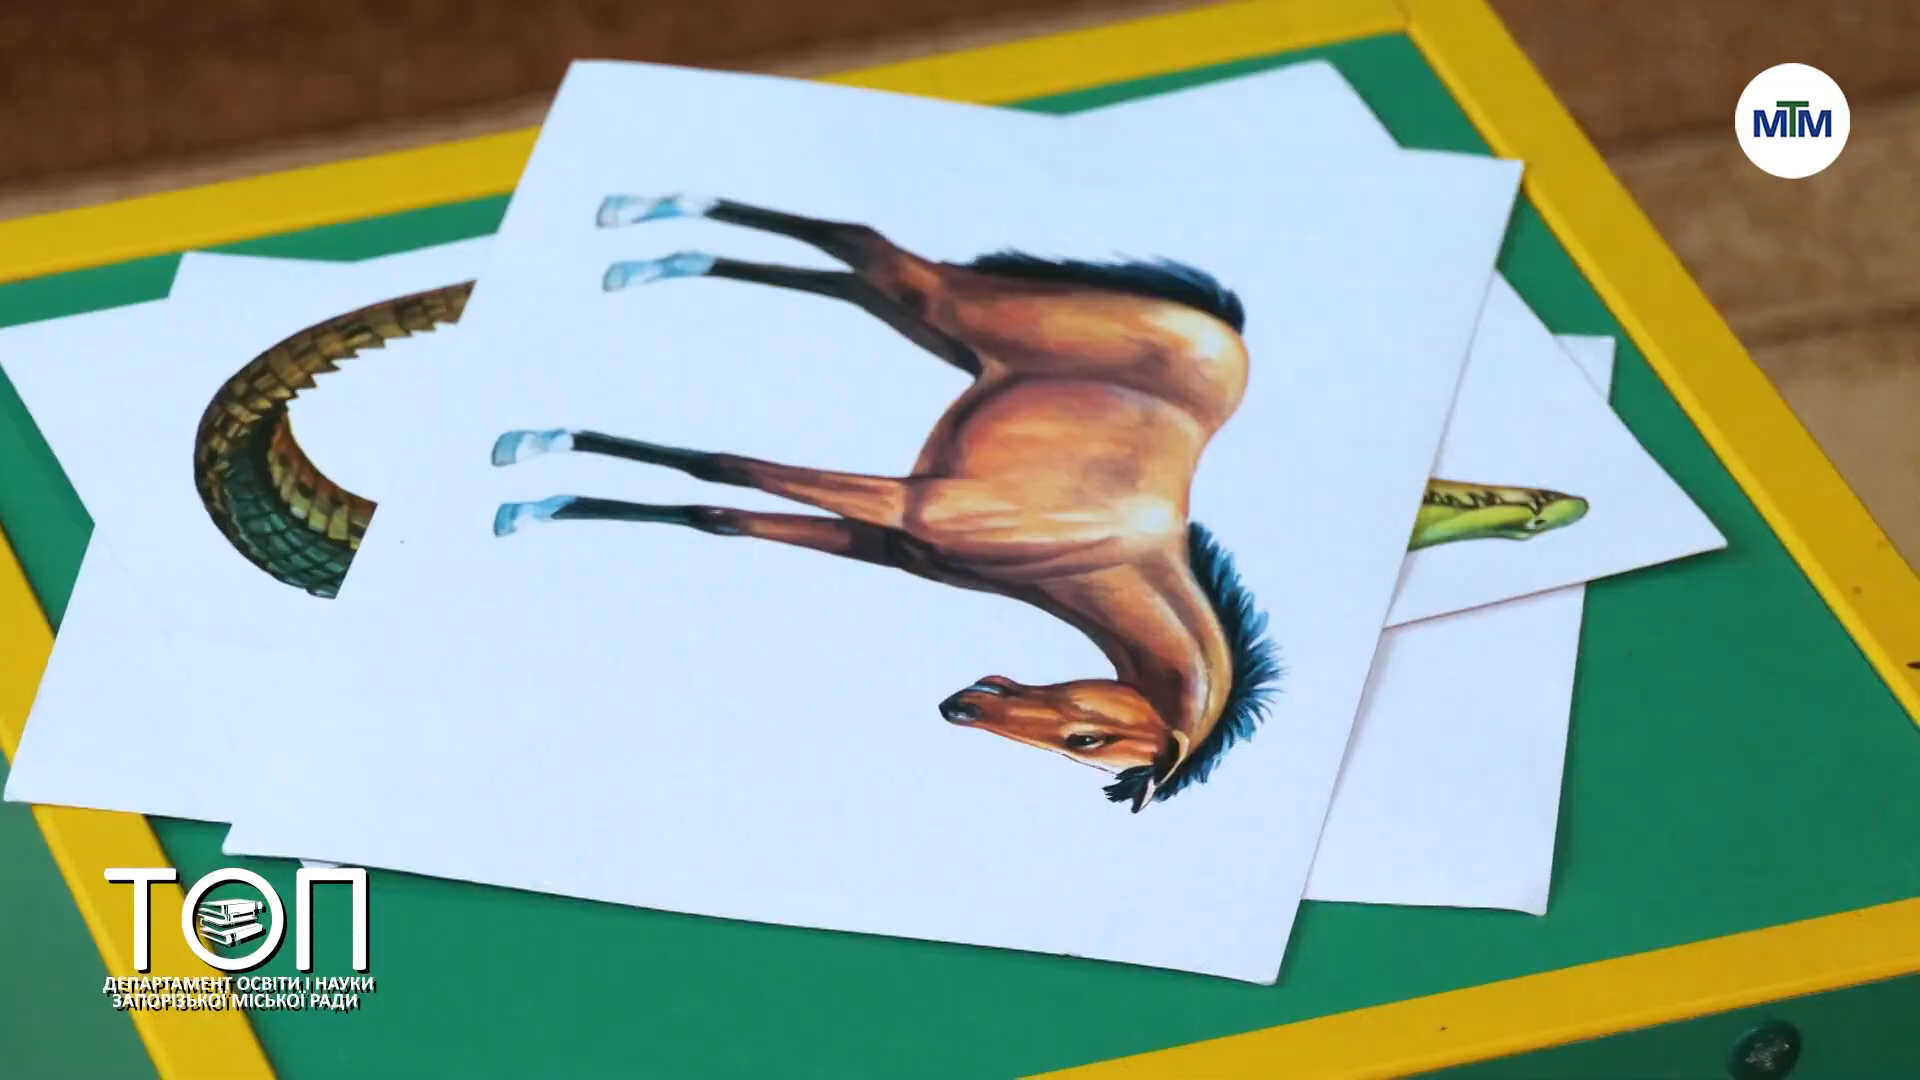 МТМ
ТОП
ДЕПАРТАМЕНТ ОСВІТИ І НАУКИ
ЗАПОРІЗЬКОЇ МІСЬКОЇ РАДИ